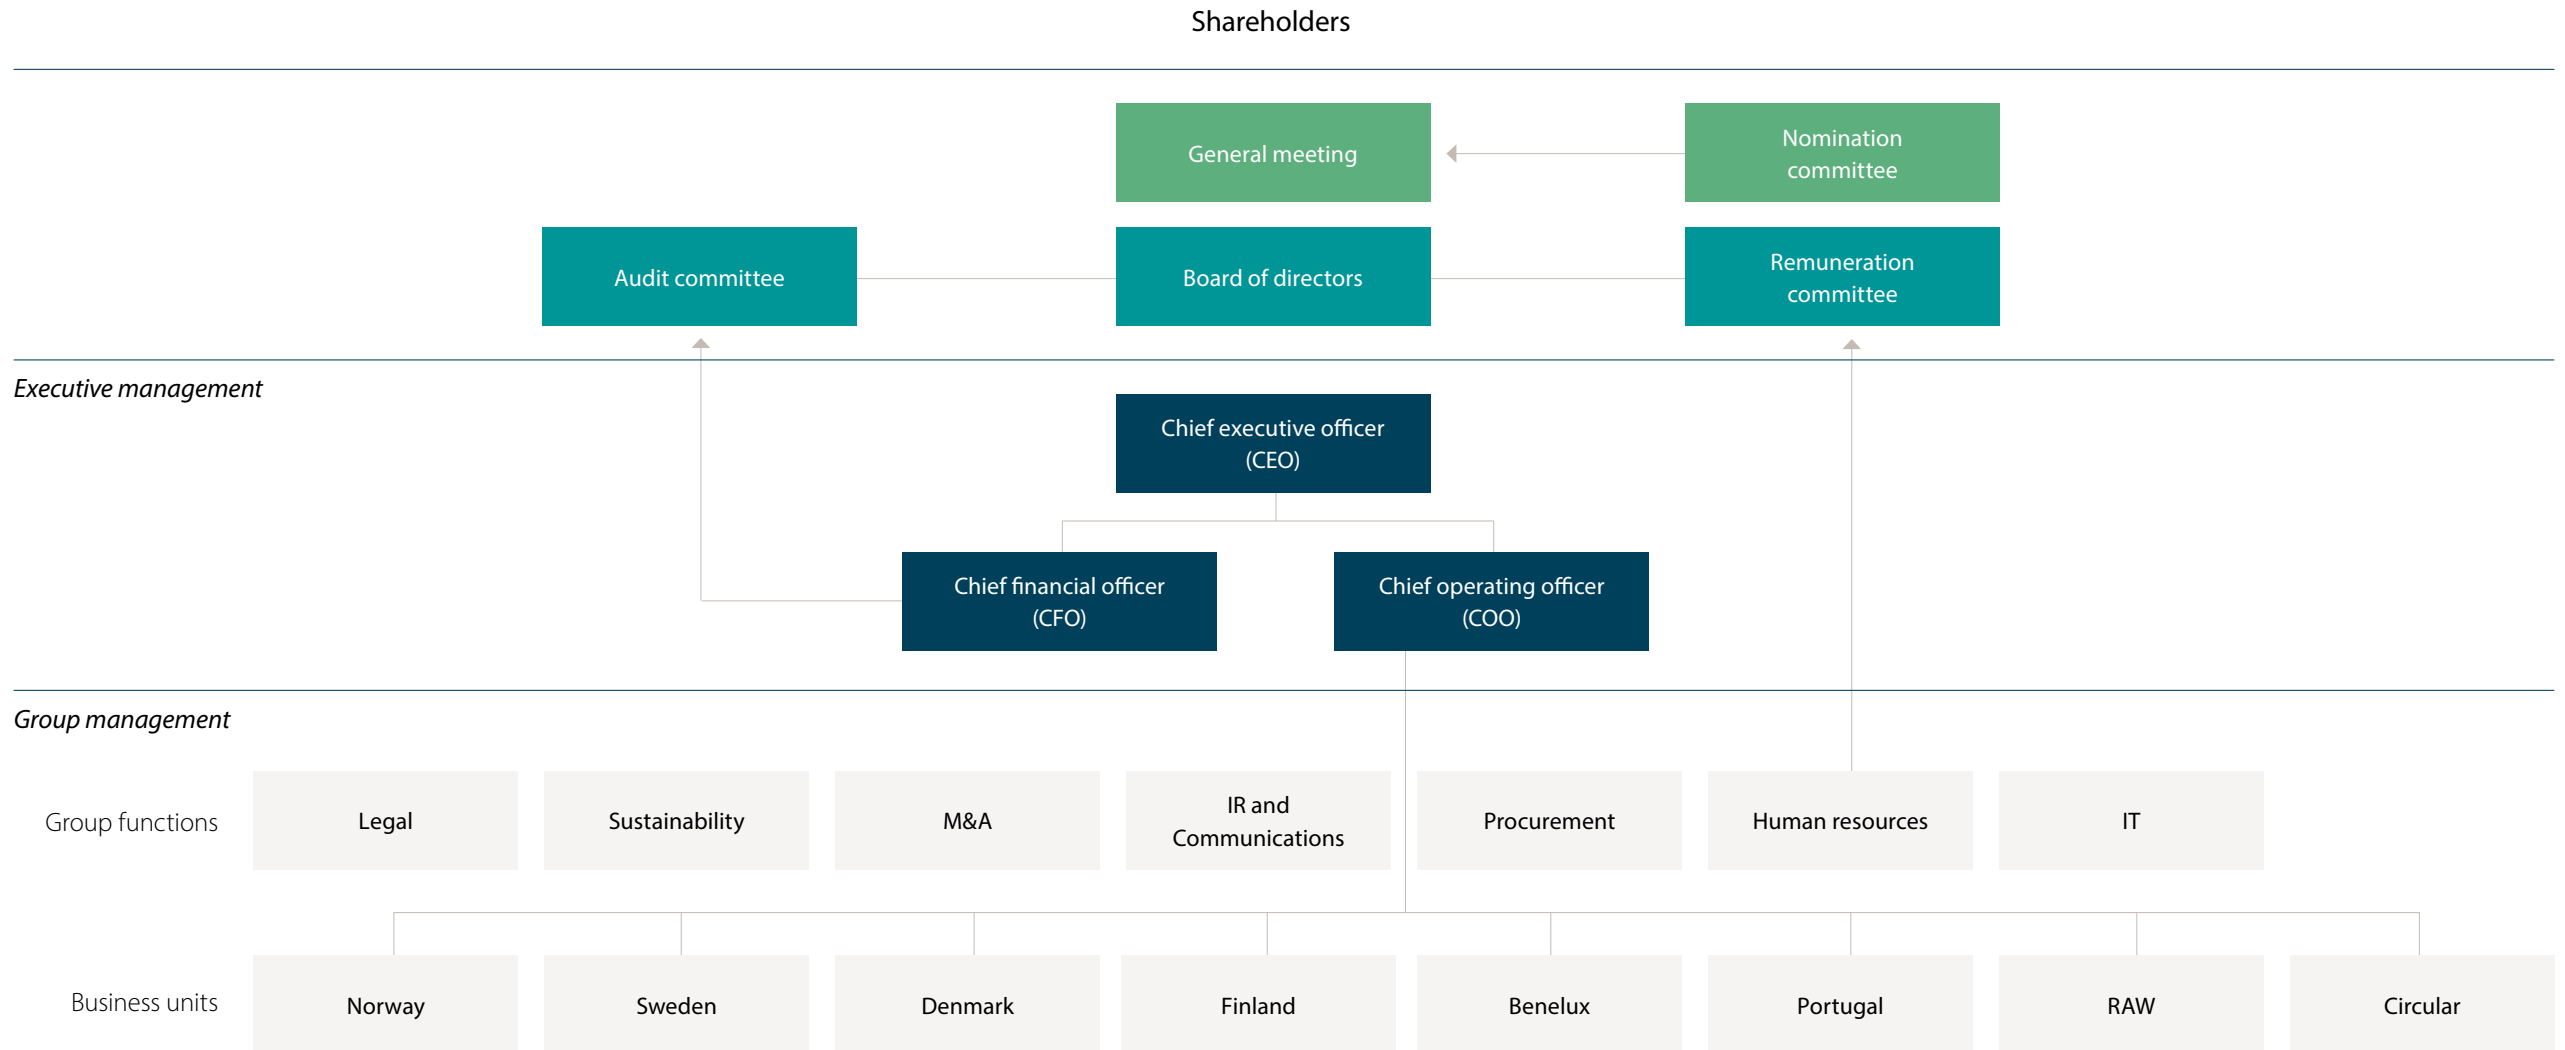 Shareholders
General meeting
Nomination
committee
Audit committee
Board of directors
Remuneration
committee
Executive management
Chief executive officer
(CEO)
Chief financial officer
(CFO)
Chief operating officer
(COO)
Group management
Group functions
Legal
Sustainability
M&A
IR and
Communications
Procurement
Human resources
IT
Business units
Norway
Sweden
Denmark
Finland
Benelux
Portugal
RAW
Circular